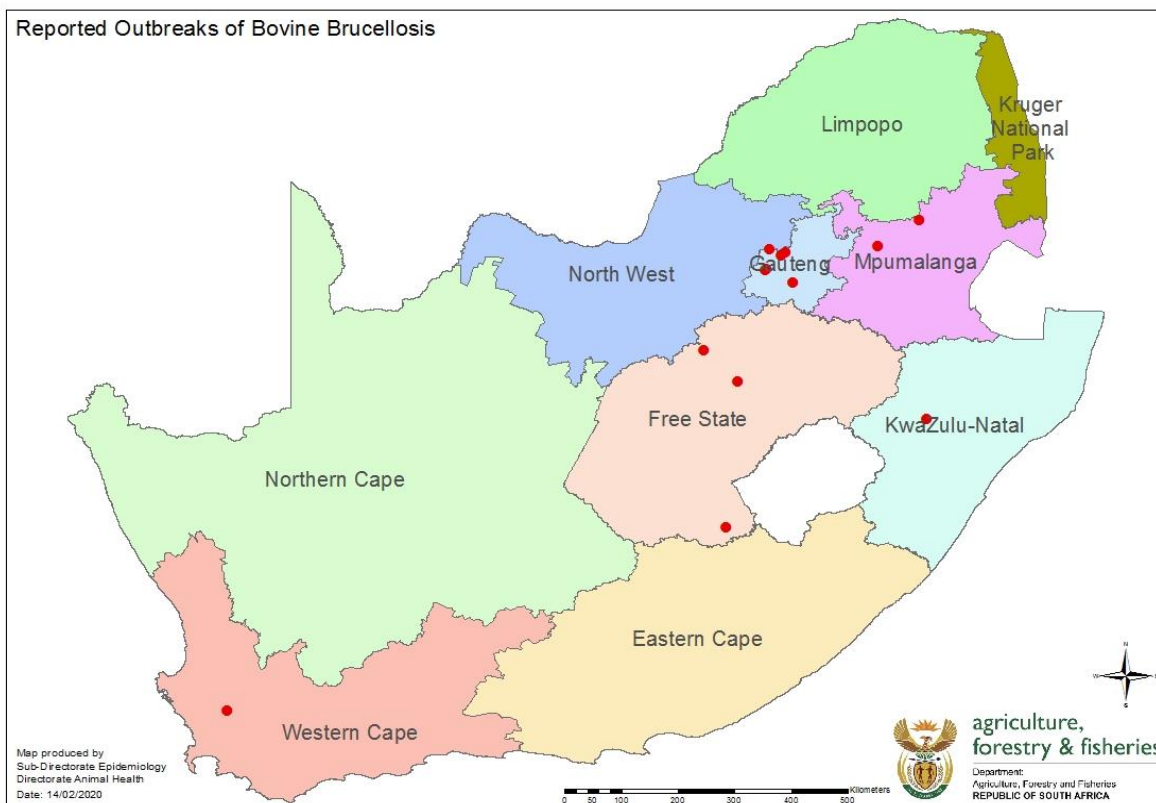 Reported Outbreaks of Bovine Brucellosis
Limpopo
Kruger
National
Park
North West
Gauteng
Mpumalanga
Free State
KwaZulu-Natal
Northern Cape
Eastern Cape
Western Cape
N
W
S
Map produced by
Sub-Directorate Epidemiology
Directorate Animal Health
Date: 14/02/2020
Kilometers
0 50 100 200 300 400 500
agriculture,
forestry & fisheries
Department:
Agriculture, Forestry and Fisheries
REPUBLIC OF SOUTH AFRICA